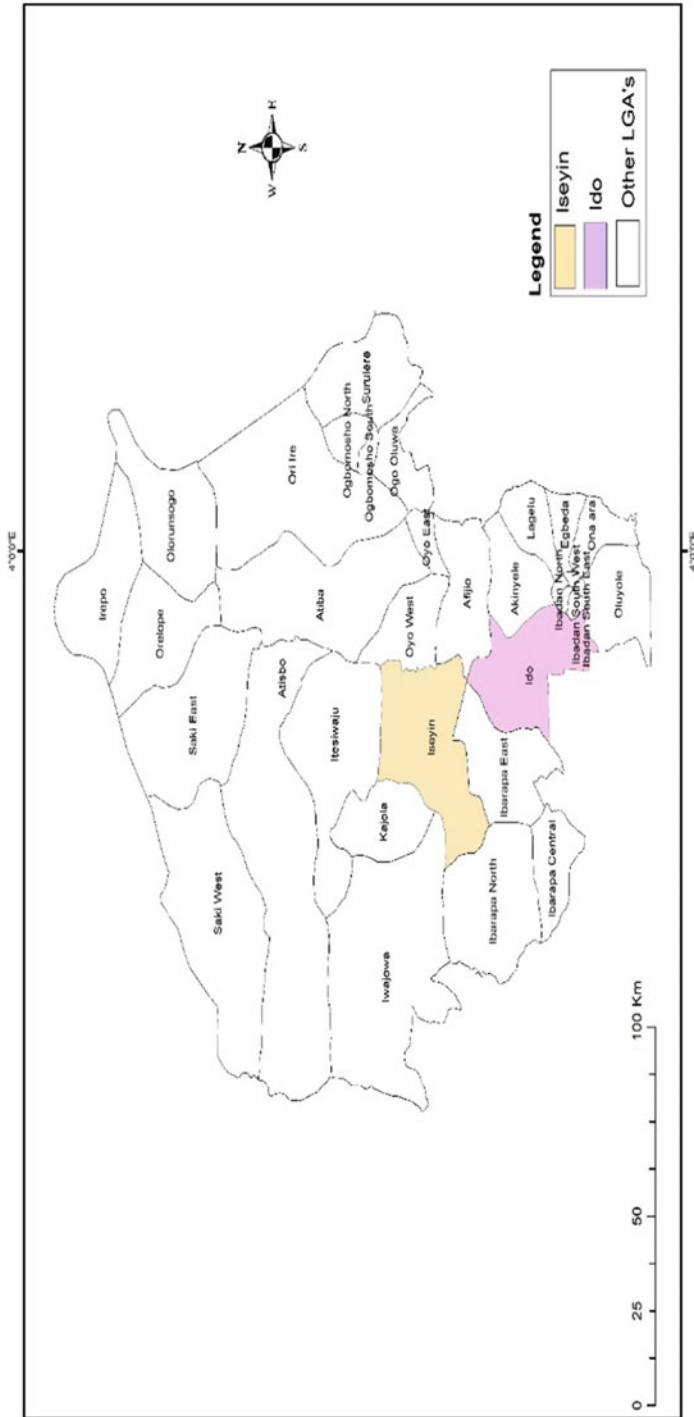 4°0'0"E
N
W E
S
Irepo
Olorunsogo
Orelope
Saki East
Saki West
Ori Ire
Atiba
Atisbo
Itesiwaju
Ogbomosho North
Surulere
Ogbomosho South
Ogo Oluwa
Kajola
Iwajowa
Oyo East
Oyo West
Iseyin
Afijio
Lagelu
Akinyele
Ido
Ibarapa East
Ibarapa North
Ibarapa Central
Egbeda
Ibadan North
Ibadan South West
Ibadan South East
Ona ara
Oluyole
Legend
Iseyin
Ido
Other LGA's
0 25 50 100 Km
4°0'0"E